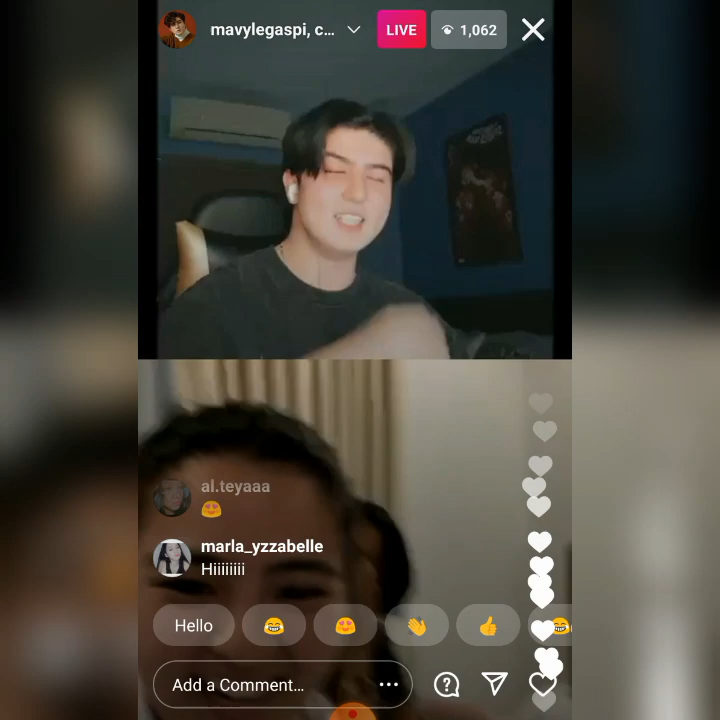 mavylegaspi, c...
LIVE
1,062
al.teyaaa
😍
marla_yzzabelle
Hiiiiiiii
Hello 😂 😍 👋 👍 😂
Add a Comment...